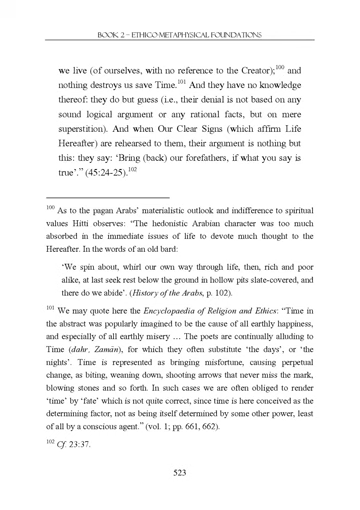 BOOK 2 – ETHICO-METAPHYSICAL FOUNDATIONS
we live (of ourselves, with no reference to the Creator);100 and
nothing destroys us save Time.101 And they have no knowledge
thereof: they do but guess (i.e., their denial is not based on any
sound logical argument or any rational facts, but on mere
superstition). And when Our Clear Signs (which affirm Life
Hereafter) are rehearsed to them, their argument is nothing but
this: they say: ‘Bring (back) our forefathers, if what you say is
true’.” (45:24-25).102
100 As to the pagan Arabs’ materialistic outlook and indifference to spiritual
values Hitti observes: “The hedonistic Arabian character was too much
absorbed in the immediate issues of life to devote much thought to the
Hereafter. In the words of an old bard:
‘We spin about, whirl our own way through life, then, rich and poor
alike, at last seek rest below the ground in hollow pits slate-covered, and
there do we abide’. (History of the Arabs, p. 102).
101 We may quote here the Encyclopaedia of Religion and Ethics: “Time in
the abstract was popularly imagined to be the cause of all earthly happiness,
and especially of all earthly misery … The poets are continually alluding to
Time (dahr, Zamān), for which they often substitute ‘the days’, or ‘the
nights’. Time is represented as bringing misfortune, causing perpetual
change, as biting, weaning down, shooting arrows that never miss the mark,
blowing stones and so forth. In such cases we are often obliged to render
‘time’ by ‘fate’ which is not quite correct, since time is here conceived as the
determining factor, not as being itself determined by some other power, least
of all by a conscious agent.” (vol. 1; pp. 661, 662).
102 Cf. 23:37.
523